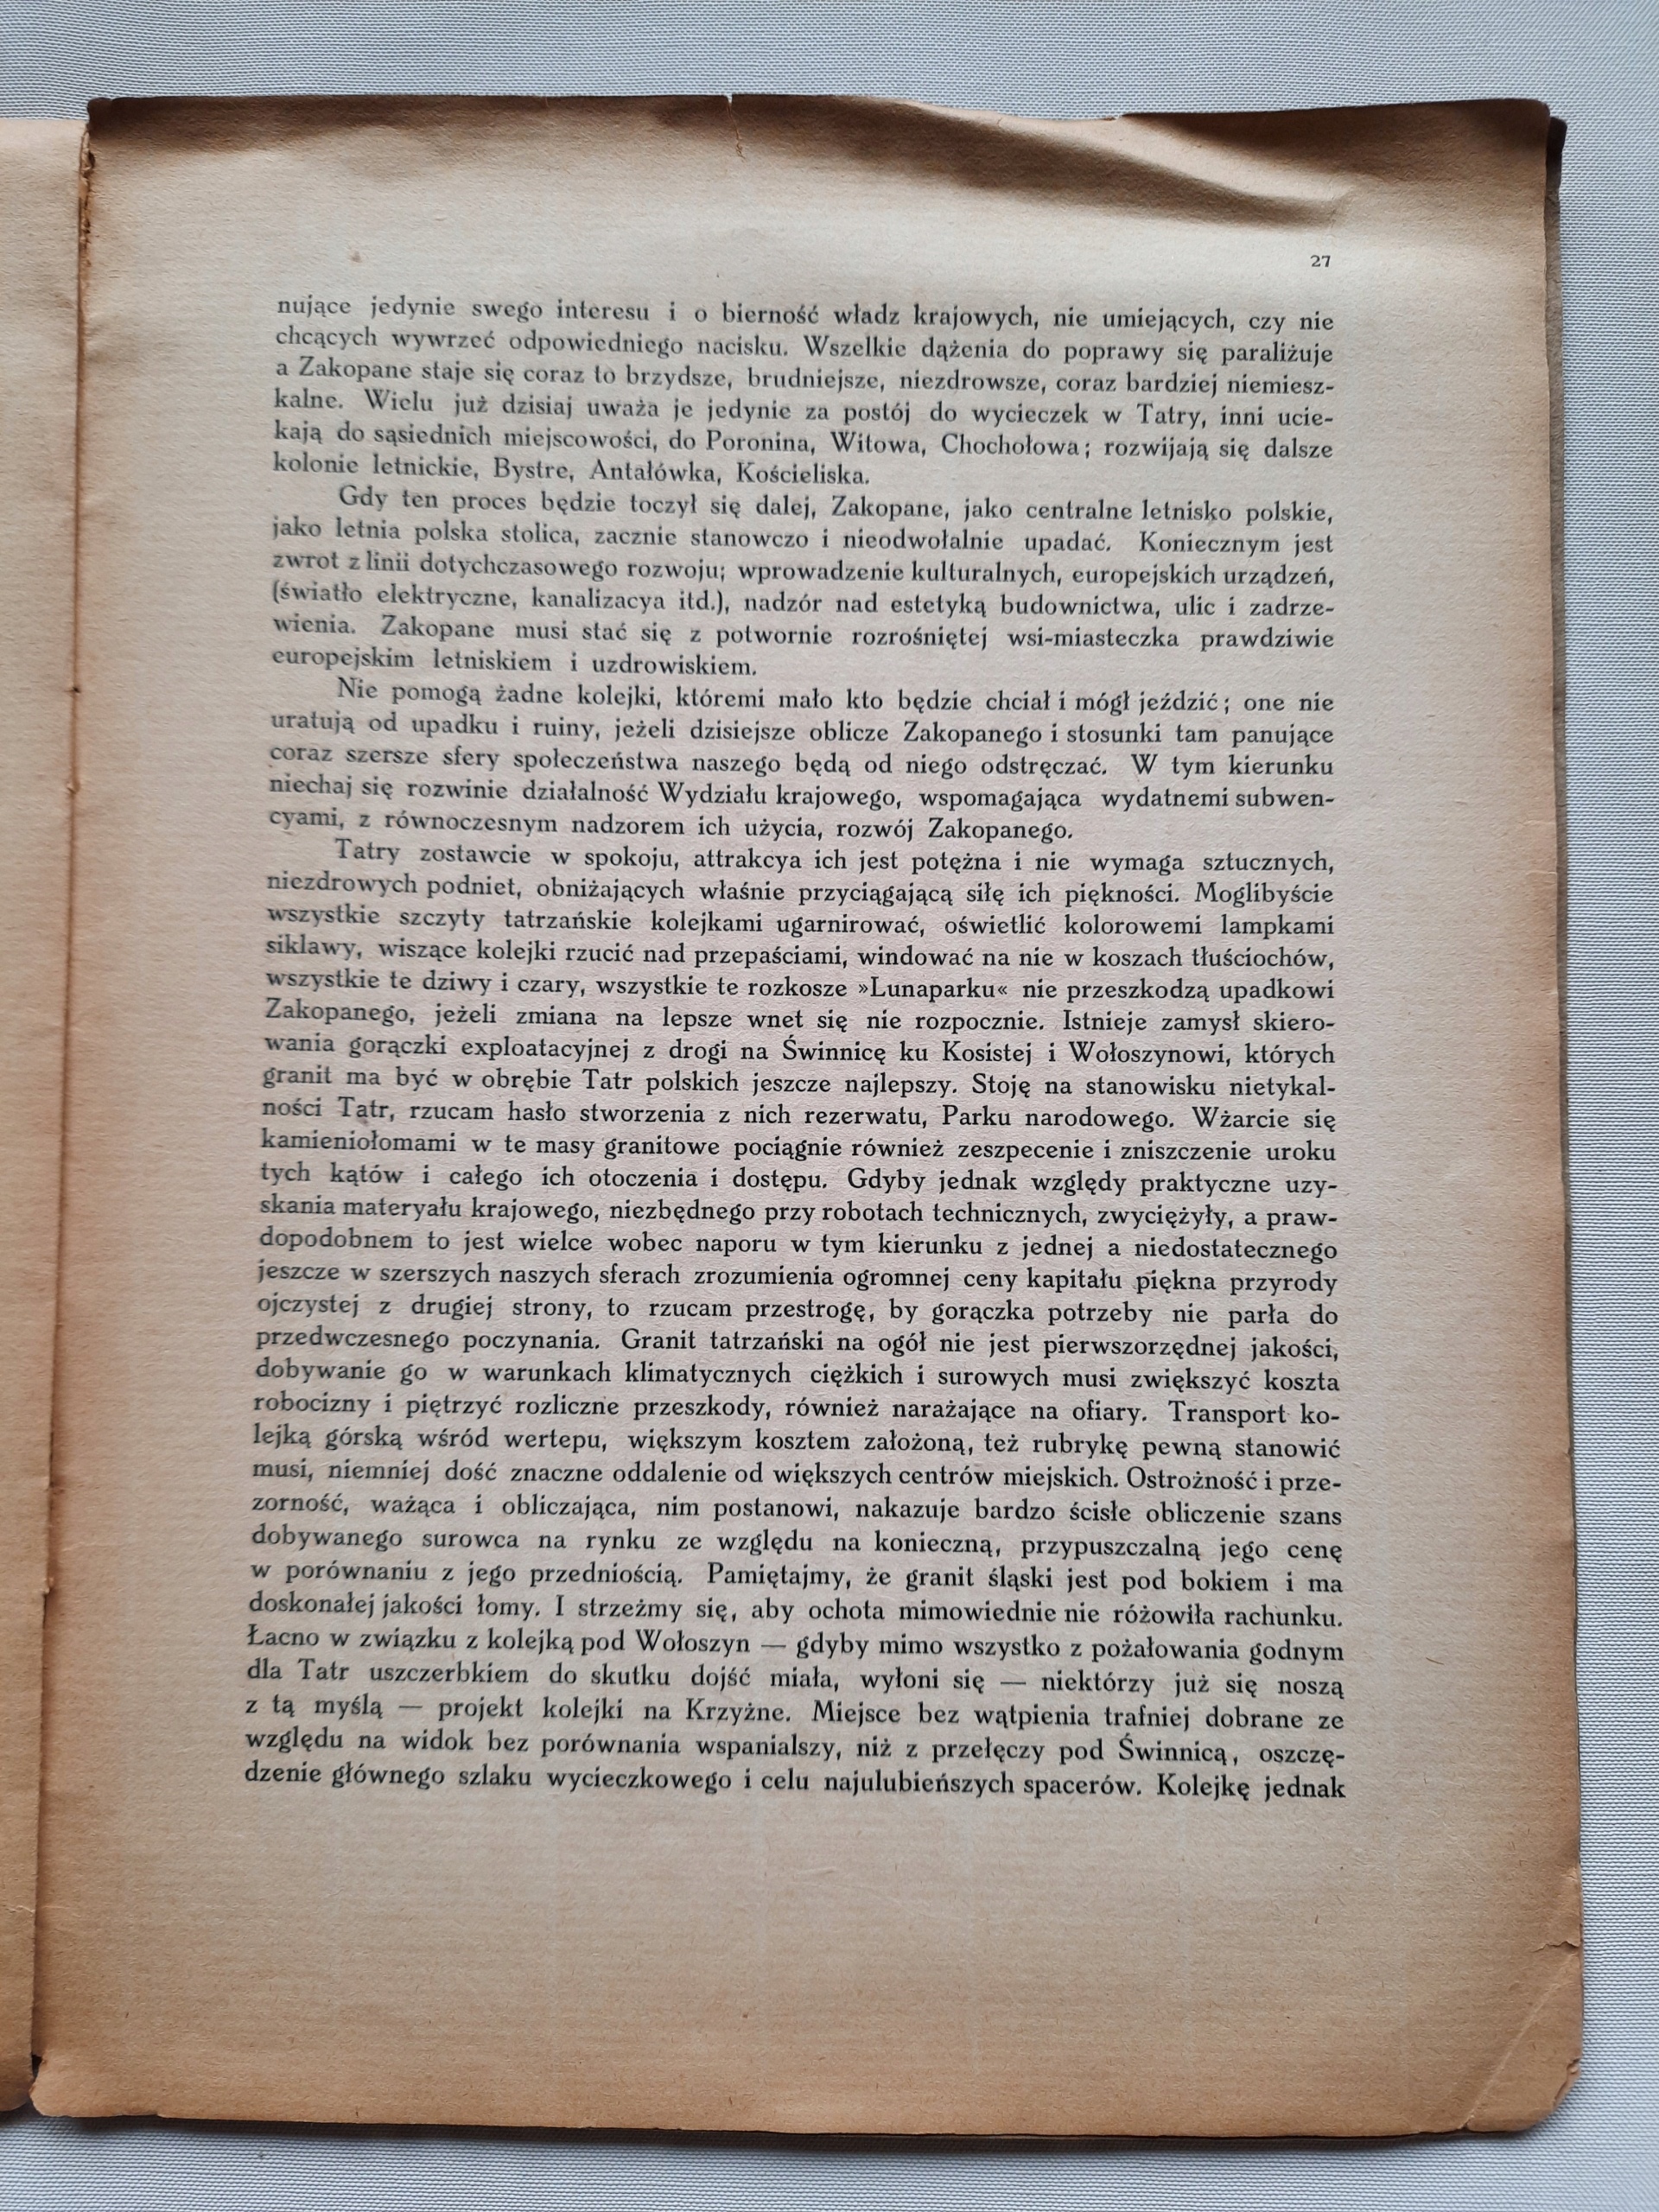 27
nujące jedynie swego interesu i o bierność władz krajowych, nie umiejących, czy nie
chcących wywrzeć odpowiedniego nacisku. Wszelkie dążenia do poprawy się paraliżuje
a Zakopane staje się coraz to brzydsze, brudniejsze, niezdrowsze, coraz bardziej niemiesz-
kalne. Wielu już dzisiaj uważa je jedynie za postój do wycieczek w Tatry, inni ucie-
kają do sąsiednich miejscowości, do Poronina, Witowa, Chochołowa; rozwijają się dalsze
kolonie letnickie, Bystre, Antałówka, Kościeliska.
Gdy ten proces będzie toczył się dalej, Zakopane, jako centralne letnisko polskie,
jako letnia polska stolica, zacznie stanowczo i nieodwołalnie upadać. Koniecznym jest
zwrot z linii dotychczasowego rozwoju; wprowadzenie kulturalnych, europejskich urządzeń,
(światło elektryczne, kanalizacya itd.), nadzór nad estetyką budownictwa, ulic i zadrze-
wienia. Zakopane musi stać się z potwornie rozrośniętej wsi-miasteczka prawdziwie
europejskim letniskiem i uzdrowiskiem.
Nie pomogą żadne kolejki, któremi mało kto będzie chciał i mógł jeździć; one nie
uratują od upadku i ruiny, jeżeli dzisiejsze oblicze Zakopanego i stosunki tam panujące
coraz szersze sfery społeczeństwa naszego będą od niego odstręczać. W tym kierunku
niechaj się rozwinie działalność Wydziału krajowego, wspomagająca wydatnemi subwen-
cyami, z równoczesnym nadzorem ich użycia, rozwój Zakopanego.
Tatry zostawcie w spokoju, attrakcya ich jest potężna i nie wymaga sztucznych,
niezdrowych podniet, obniżających właśnie przyciągającą siłę ich piękności. Moglibyście
wszystkie szczyty tatrzańskie kolejkami ugarnirować, oświetlić kolorowemi lampkami
siklawy, wiszące kolejki rzucić nad przepaściami, windować na nie w koszach tłuściochów,
wszystkie te dziwy i czary, wszystkie te rozkosze »Lunaparku« nie przeszkodzą upadkowi
Zakopanego, jeżeli zmiana na lepsze wnet się nie rozpocznie. Istnieje zamysł skiero-
wania gorączki exploatacyjnej z drogi na Świnnicę ku Kosistej i Wołoszynowi, których
granit ma być w obrębie Tatr polskich jeszcze najlepszy. Stoję na stanowisku nietykal-
ności Tatr, rzucam hasło stworzenia z nich rezerwatu, Parku narodowego. Wżarcie się
kamieniołomami w te masy granitowe pociągnie również zeszpecenie i zniszczenie uroku
tych kątów i całego ich otoczenia i dostępu. Gdyby jednak względy praktyczne uzy-
skania materyału krajowego, niezbędnego przy robotach technicznych, zwyciężyły, a praw-
dopodobnem to jest wielce wobec naporu w tym kierunku z jednej a niedostatecznego
jeszcze w szerszych naszych sferach zrozumienia ogromnej ceny kapitału piękna przyrody
ojczystej z drugiej strony, to rzucam przestrogę, by gorączka potrzeby nie parła do
przedwczesnego poczynania. Granit tatrzański na ogół nie jest pierwszorzędnej jakości,
dobywanie go w warunkach klimatycznych ciężkich i surowych musi zwiększyć koszta
robocizny i piętrzyć rozliczne przeszkody, również narażające na ofiary. Transport ko-
lejką górską wśród wertepu, większym kosztem założoną, też rubrykę pewną stanowić
musi, niemniej dość znaczne oddalenie od większych centrów miejskich. Ostrożność i prze-
zorność, ważąca i obliczająca, nim postanowi, nakazuje bardzo ścisłe obliczenie szans
dobywanego surowca na rynku ze względu na konieczną, przypuszczalną jego cenę
w porównaniu z jego przedniością. Pamiętajmy, że granit śląski jest pod bokiem i ma
doskonałej jakości łomy. I strzeżmy się, aby ochota mimowiednie nie różowiła rachunku.
Łacno w związku z kolejką pod Wołoszyn — gdyby mimo wszystko z pożałowania godnym
dla Tatr uszczerbkiem do skutku dojść miała, wyłoni się — niektórzy już się noszą
z tą myślą — projekt kolejki na Krzyżne. Miejsce bez wątpienia trafniej dobrane ze
względu na widok bez porównania wspanialszy, niż z przełęczy pod Świnnicą, oszczę-
dzenie głównego szlaku wycieczkowego i celu najulubieńszych spacerów. Kolejkę jednak